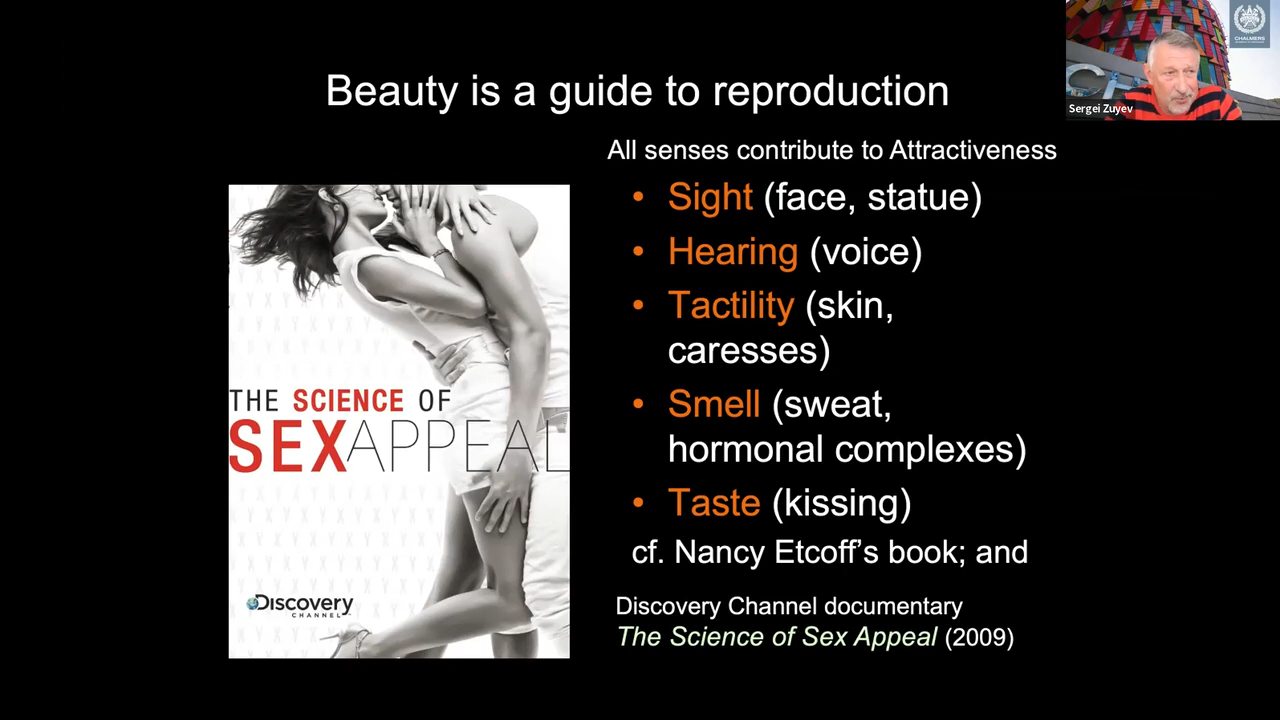 Beauty is a guide to reproduction
CHALMERS
Sergei Zuyev
All senses contribute to Attractiveness
• Sight (face, statue)
• Hearing (voice)
• Tactility (skin,
caresses)
• Smell (sweat,
hormonal complexes)
• Taste (kissing)
cf. Nancy Etcoff’s book; and
Discovery Channel documentary
The Science of Sex Appeal (2009)
THE SCIENCE OF
SEX APPEAL
Discovery
CHANNEL